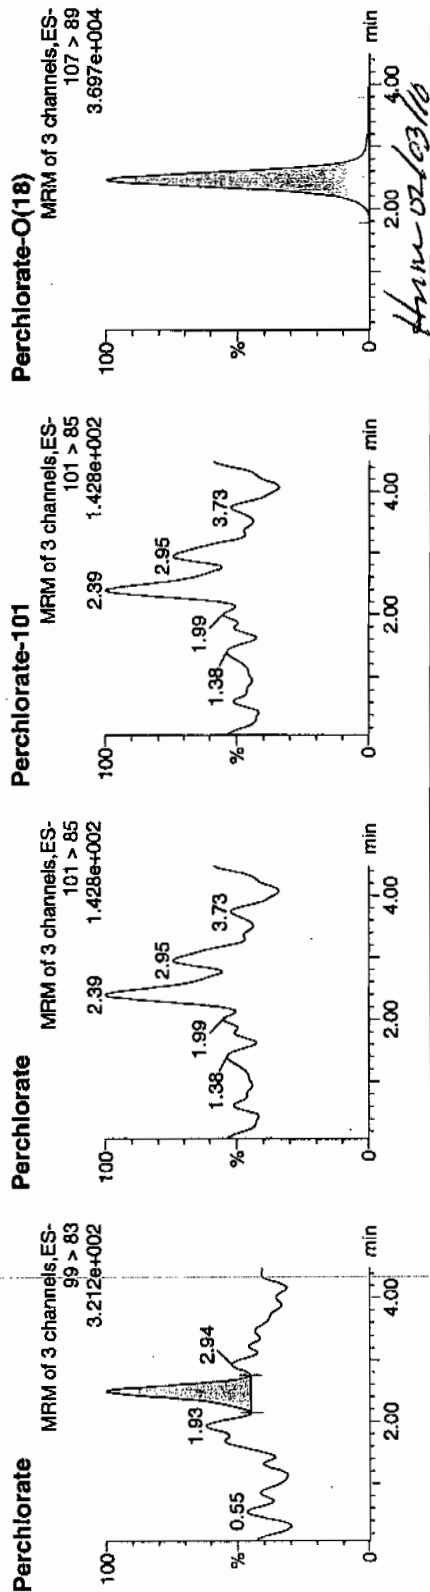 Perchlorate
MRM of 3 channels,ES-
99 > 83
3.212e+002
100
%
0
0.55
1.93
2.94
2.00
4.00
min
Perchlorate
MRM of 3 channels,ES-
101 > 85
1.428e+002
100
%
0
1.38
1.99
2.39
2.95
3.73
2.00
4.00
min
Perchlorate-101
MRM of 3 channels,ES-
101 > 85
1.428e+002
100
%
0
1.38
1.99
2.39
2.95
3.73
2.00
4.00
min
Perchlorate-O(18)
MRM of 3 channels,ES-
107 > 89
3.697e+004
100
%
0
2.00
4.00
min
02/03/10